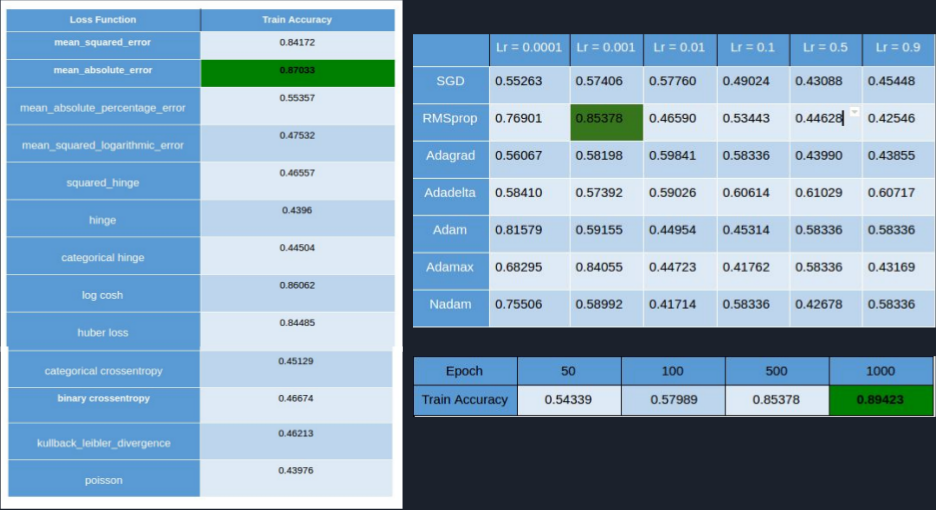 Loss Function Train Accuracy
mean_squared_error 0.84172
mean_absolute_error 0.87033
mean_absolute_percentage_error 0.55357
mean_squared_logarithmic_error 0.47532
squared_hinge 0.46557
hinge 0.4396
categorical hinge 0.44504
log cosh 0.86062
huber loss 0.84485
categorical crossentropy 0.45129
binary crossentropy 0.46674
kullback_leibler_divergence 0.46213
poisson 0.43976
Lr = 0.0001 Lr = 0.001 Lr = 0.01 Lr = 0.1 Lr = 0.5 Lr = 0.9
SGD 0.55263 0.57406 0.57760 0.49024 0.43088 0.45448
RMSprop 0.76901 0.85378 0.46590 0.53443 0.44628 0.42546
Adagrad 0.56067 0.58198 0.59841 0.58336 0.43990 0.43855
Adadelta 0.58410 0.57392 0.59026 0.60614 0.61029 0.60717
Adam 0.81579 0.59155 0.44954 0.45314 0.58336 0.58336
Adamax 0.68295 0.84055 0.44723 0.41762 0.58336 0.43169
Nadam 0.75506 0.58992 0.41714 0.58336 0.42678 0.58336
Epoch 50 100 500 1000
Train Accuracy 0.54339 0.57989 0.85378 0.89423